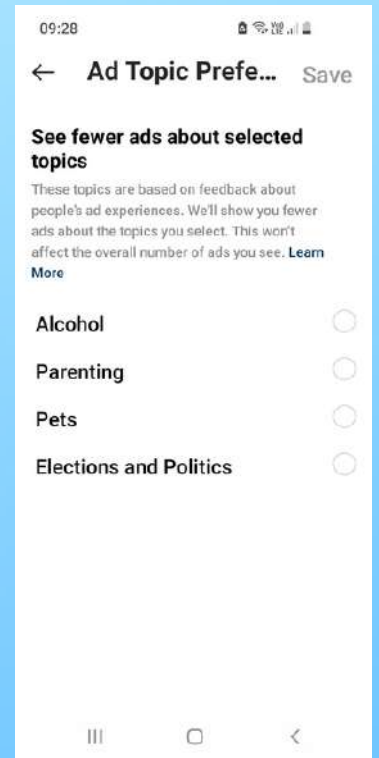 09:28
Ad Topic Prefe... Save
See fewer ads about selected
topics
These topics are based on feedback about
people's ad experiences. We'll show you fewer
ads about the topics you select. This won't
affect the overall number of ads you see. Learn
More
Alcohol
Parenting
Pets
Elections and Politics